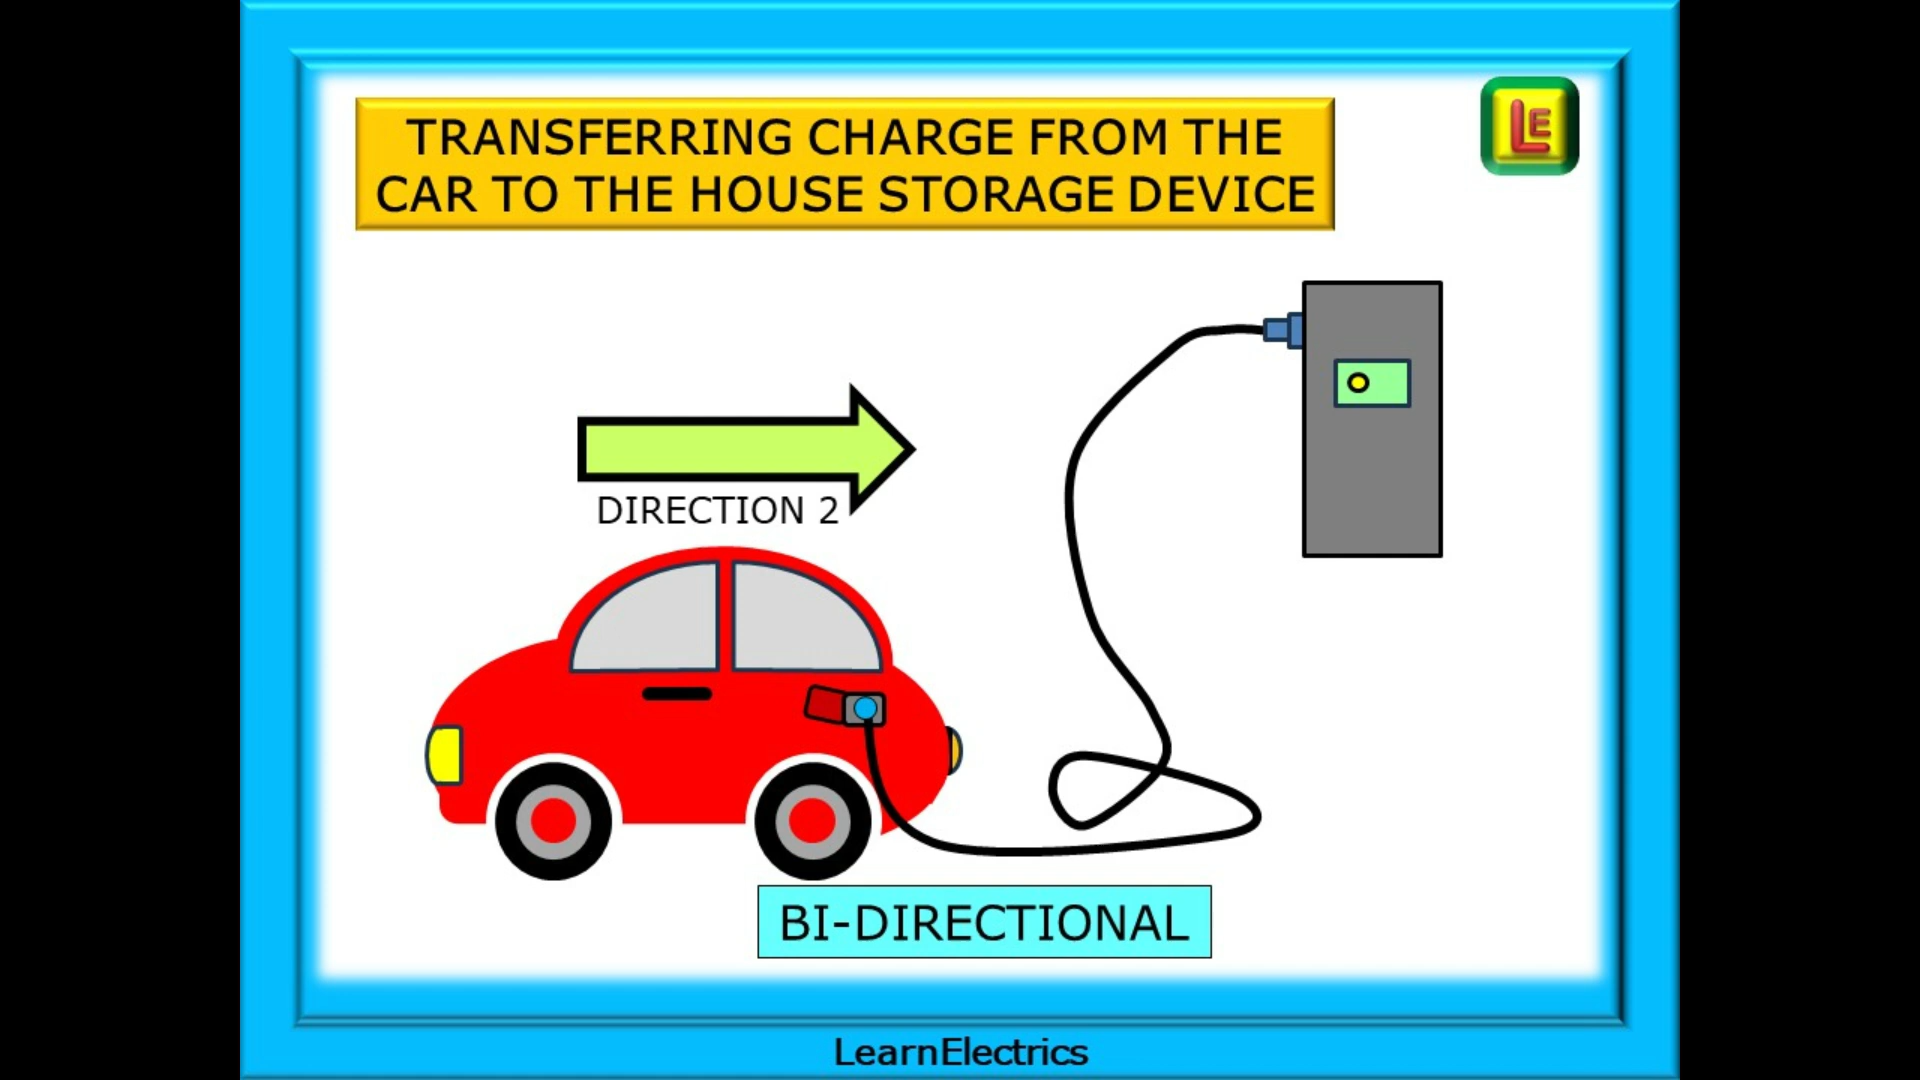 TRANSFERRING CHARGE FROM THE
CAR TO THE HOUSE STORAGE DEVICE
LE
DIRECTION 2
BI-DIRECTIONAL
LearnElectrics